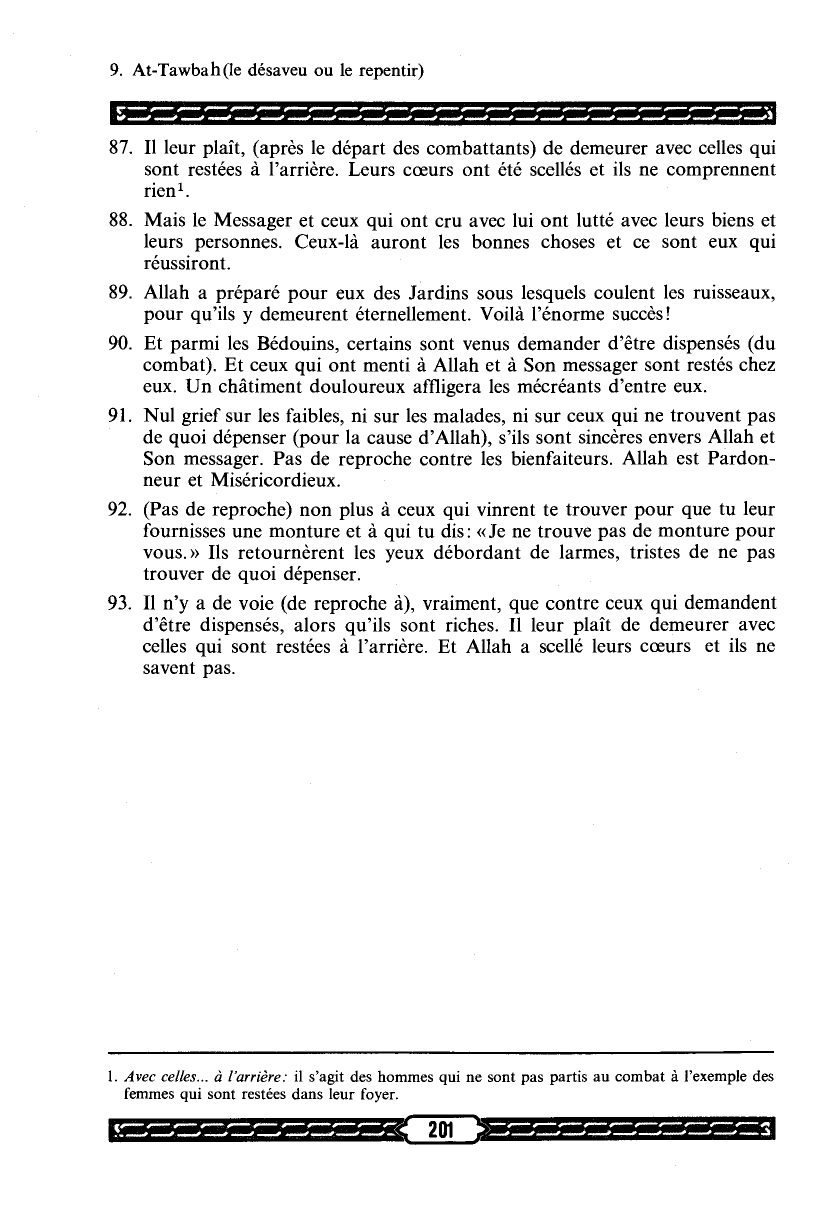 9. At-Tawbah(le désaveu ou le repentir)
87. Il leur plaît, (après le départ des combattants) de demeurer avec celles qui
sont restées à l’arrière. Leurs cœurs ont été scellés et ils ne comprennent
rien¹.
88. Mais le Messager et ceux qui ont cru avec lui ont lutté avec leurs biens et
leurs personnes. Ceux-là auront les bonnes choses et ce sont eux qui
réussiront.
89. Allah a préparé pour eux des Jardins sous lesquels coulent les ruisseaux,
pour qu’ils y demeurent éternellement. Voilà l’énorme succès!
90. Et parmi les Bédouins, certains sont venus demander d’être dispensés (du
combat). Et ceux qui ont menti à Allah et à Son messager sont restés chez
eux. Un châtiment douloureux affligera les mécréants d’entre eux.
91. Nul grief sur les faibles, ni sur les malades, ni sur ceux qui ne trouvent pas
de quoi dépenser (pour la cause d’Allah), s’ils sont sincères envers Allah et
Son messager. Pas de reproche contre les bienfaiteurs. Allah est Pardon-
neur et Miséricordieux.
92. (Pas de reproche) non plus à ceux qui vinrent te trouver pour que tu leur
fournisses une monture et à qui tu dis: «Je ne trouve pas de monture pour
vous.» Ils retournèrent les yeux débordant de larmes, tristes de ne pas
trouver de quoi dépenser.
93. Il n’y a de voie (de reproche à), vraiment, que contre ceux qui demandent
d’être dispensés, alors qu’ils sont riches. Il leur plaît de demeurer avec
celles qui sont restées à l’arrière. Et Allah a scellé leurs cœurs et ils ne
savent pas.
1. Avec celles... à l’arrière: il s’agit des hommes qui ne sont pas partis au combat à l’exemple des
femmes qui sont restées dans leur foyer.
201